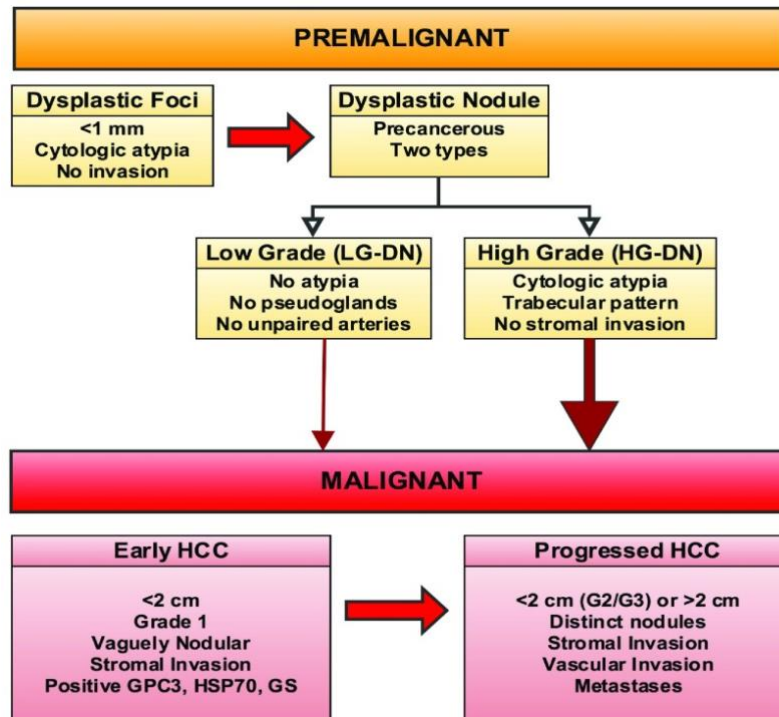 PREMALIGNANT
Dysplastic Foci
<1 mm
Cytologic atypia
No invasion
Dysplastic Nodule
Precancerous
Two types
Low Grade (LG-DN)
No atypia
No pseudoglands
No unpaired arteries
High Grade (HG-DN)
Cytologic atypia
Trabecular pattern
No stromal invasion
MALIGNANT
Early HCC
<2 cm
Grade 1
Vaguely Nodular
Stromal Invasion
Positive GPC3, HSP70, GS
Progressed HCC
<2 cm (G2/G3) or >2 cm
Distinct nodules
Stromal Invasion
Vascular Invasion
Metastases